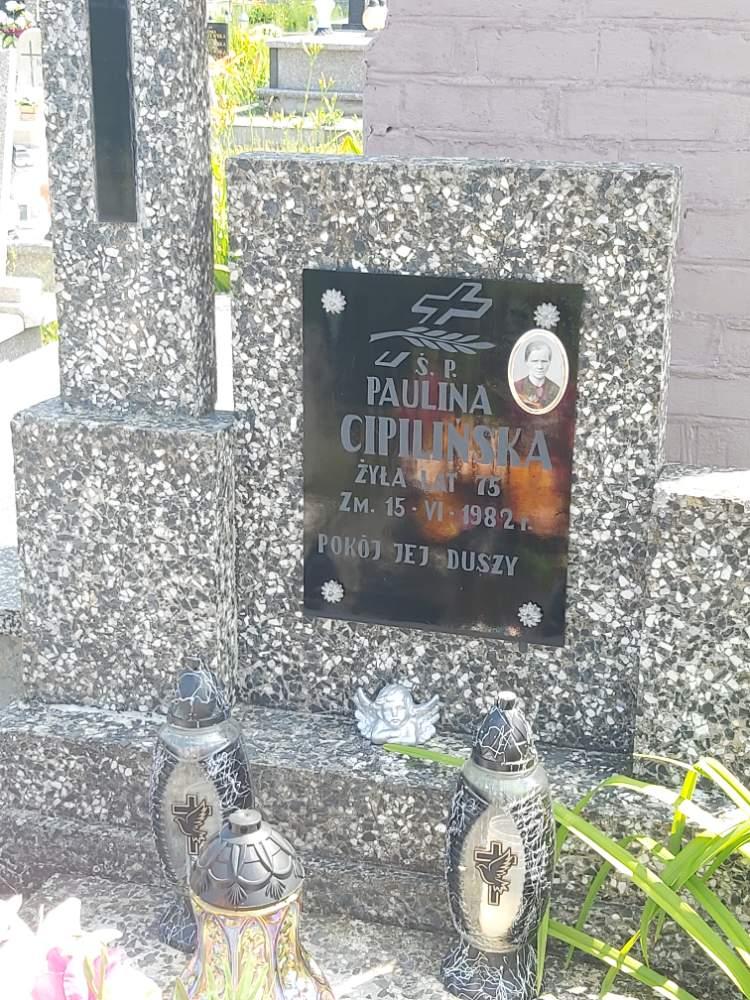 Ś. P.
PAULINA
CIPILIŃSKA
ŻYŁA LAT 75
ZM. 15-VI-1982 r.
POKÓJ JEJ DUSZY